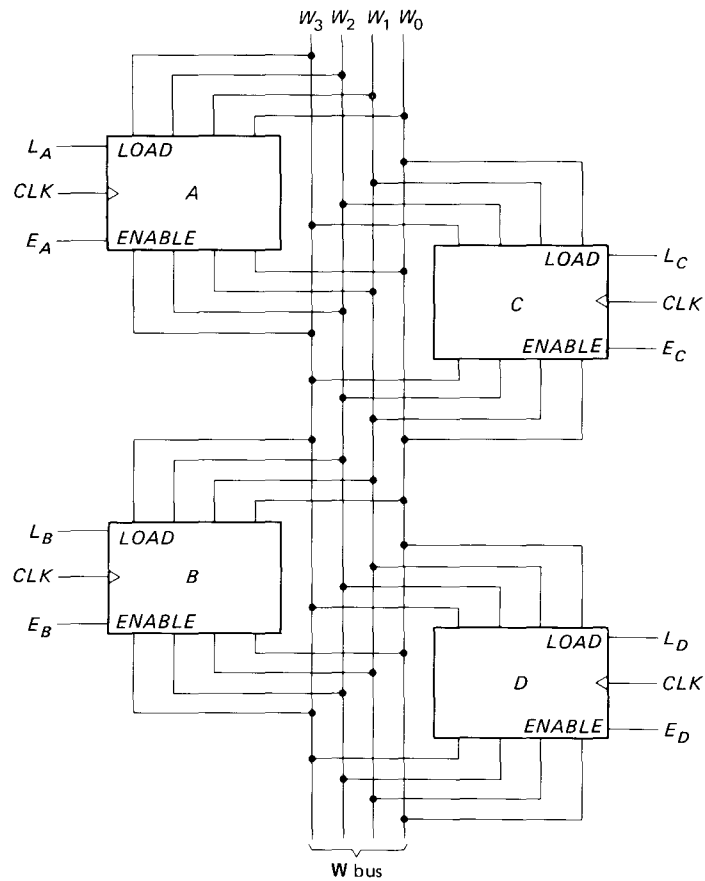 W3 W2 W1 W0
LA LOAD
CLK A
EA ENABLE
LOAD LC
C CLK
ENABLE EC
LB LOAD
CLK B
EB ENABLE
LOAD LD
D CLK
ENABLE ED
W bus